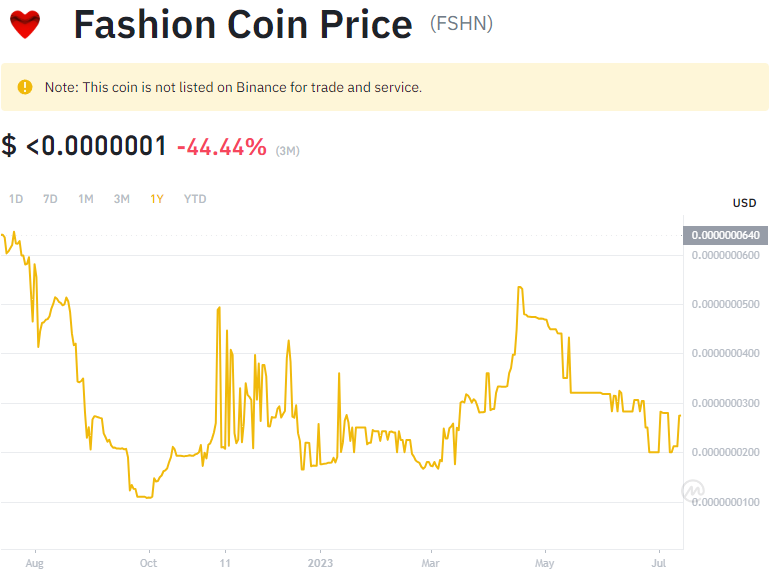 Fashion Coin Price (FSHN)
Note: This coin is not listed on Binance for trade and service.
$ <0.0000001 -44.44% (3M)
1D 7D 1M 3M 1Y YTD
USD
0.0000000640
0.0000000600
0.0000000500
0.0000000400
0.0000000300
0.0000000200
0.0000000100
Aug Oct 11 2023 Mar May Jul